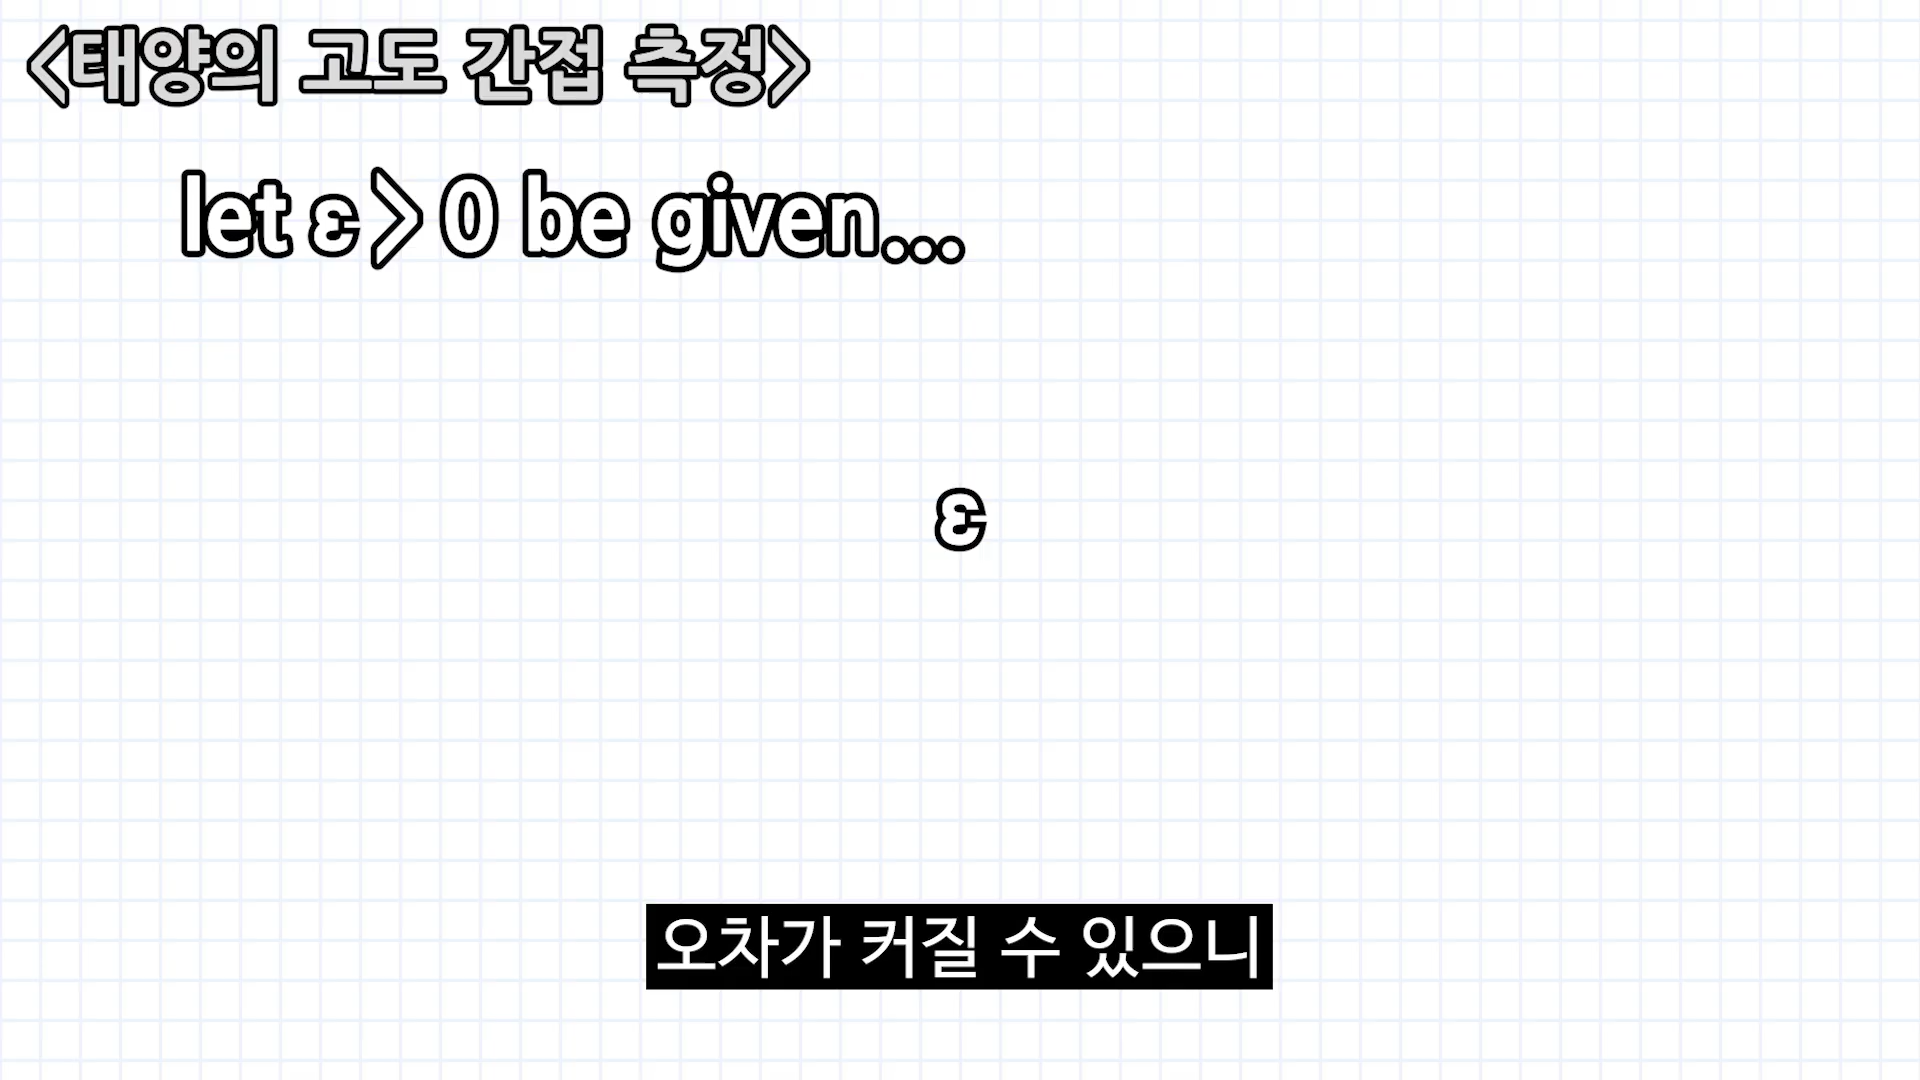 <태양의 고도 간접 측정>
let ε > 0 be given...
ε
오차가 커질 수 있으니